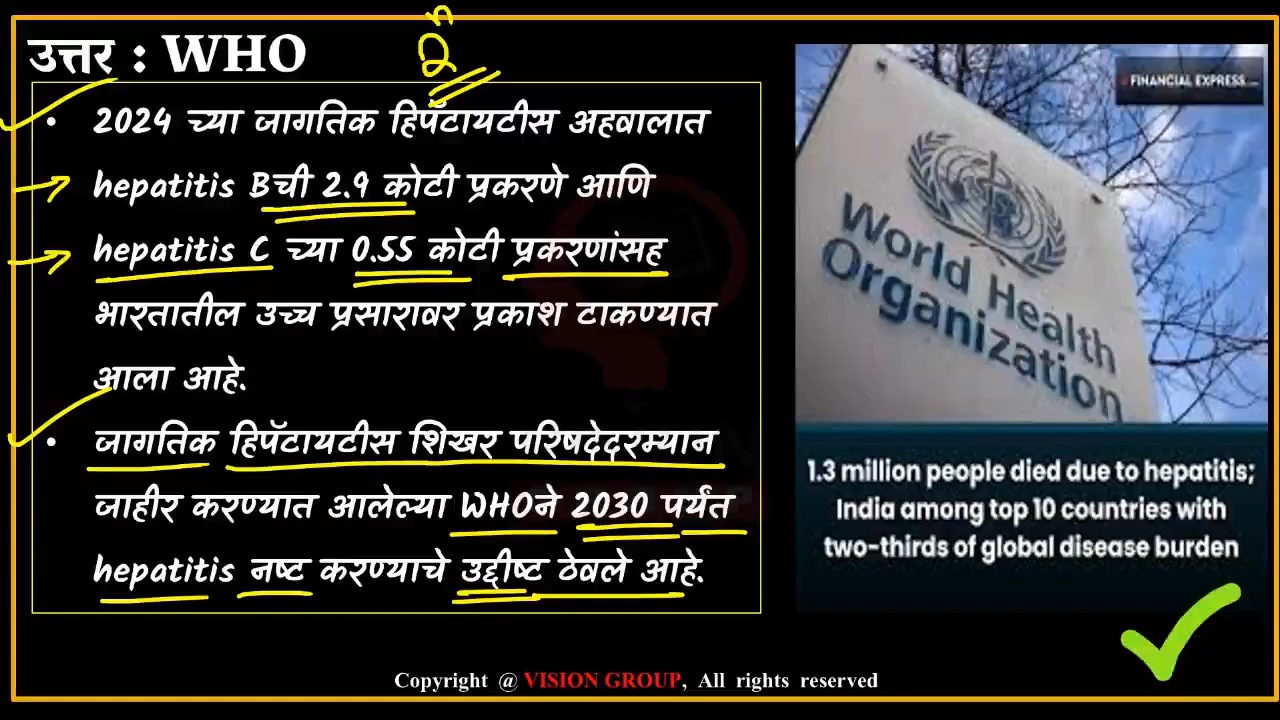 उत्तर : WHO
2nd
• 2024 च्या जागतिक हिपॅटायटीस अहवालात
hepatitis Bची 2.9 कोटी प्रकरणे आणि
hepatitis C च्या 0.55 कोटी प्रकरणांसह
भारतातील उच्च प्रसारावर प्रकाश टाकण्यात
आला आहे.
• जागतिक हिपॅटायटीस शिखर परिषदेदरम्यान
जाहीर करण्यात आलेल्या WHOने 2030 पर्यंत
hepatitis नष्ट करण्याचे उद्दीष्ट ठेवले आहे.
FINANCIAL EXPRESS.com
World Health
Organization
1.3 million people died due to hepatitis;
India among top 10 countries with
two-thirds of global disease burden
Copyright @ VISION GROUP, All rights reserved